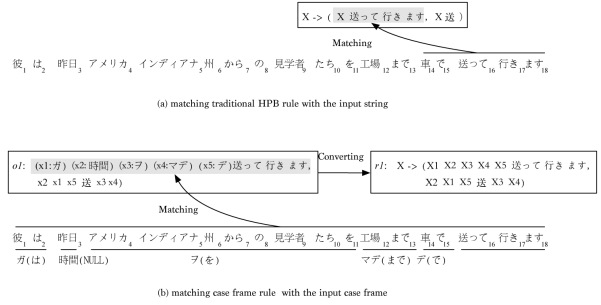 X -> ( X 送って 行き ます, X 送 )
Matching
彼1 は2 昨日3 アメリカ4 インディアナ5 州6 から7 の8 見学者9 たち10 を11 工場12 まで13 車14 で15 送って16 行き17 ます18
(a) matching traditional HPB rule with the input string
o1: (x1:ガ) (x2:時間) (x3:ヲ) (x4:マデ) (x5:デ)送って 行き ます,
x2 x1 x5 送 x3 x4)
Converting
r1: X -> (X1 X2 X3 X4 X5 送って 行き ます,
X2 X1 X5 送 X3 X4)
Matching
彼1 は2 昨日3 アメリカ4 インディアナ5 州6 から7 の8 見学者9 たち10 を11 工場12 まで13 車14 で15 送って16 行き17 ます18
ガ(は) 時間(NULL) ヲ(を) マデ(まで) デ(で)
(b) matching case frame rule with the input case frame